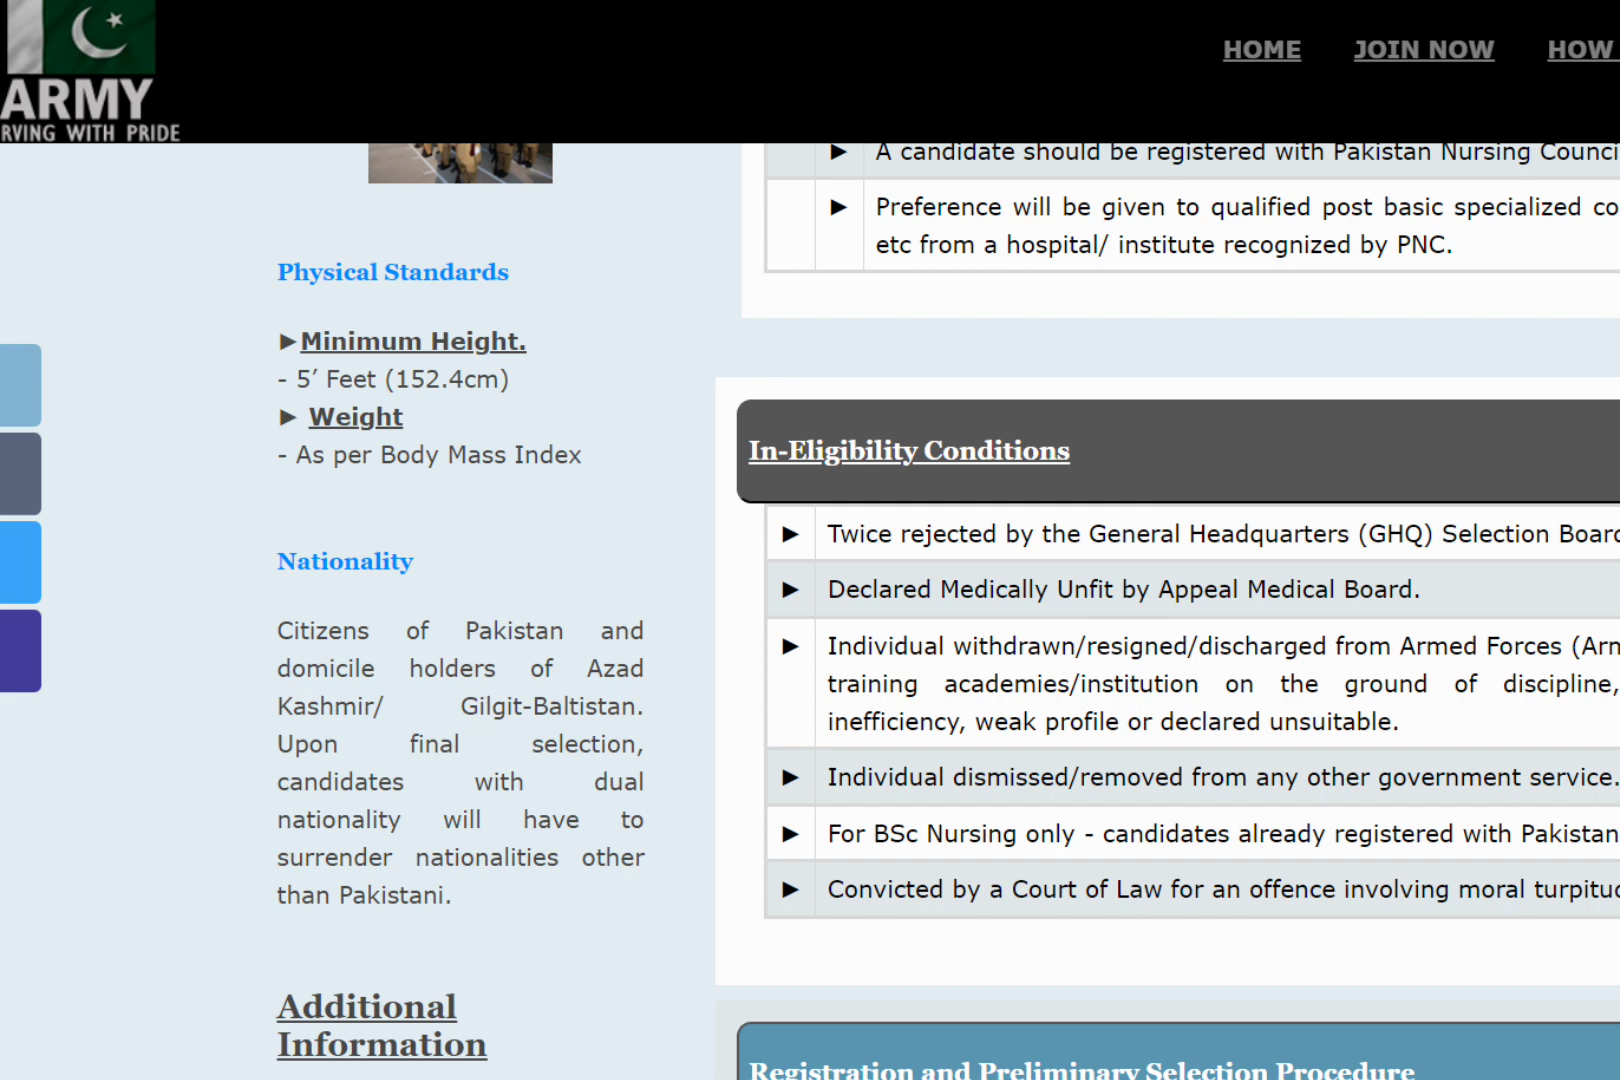 ARMY
RVING WITH PRIDE
HOME JOIN NOW HOW
Physical Standards
►Minimum Height.
- 5′ Feet (152.4cm)
► Weight
- As per Body Mass Index
Nationality
Citizens of Pakistan and
domicile holders of Azad
Kashmir/ Gilgit-Baltistan.
Upon final selection,
candidates with dual
nationality will have to
surrender nationalities other
than Pakistani.
Additional
Information
► A candidate should be registered with Pakistan Nursing Counci
► Preference will be given to qualified post basic specialized co
etc from a hospital/ institute recognized by PNC.
In-Eligibility Conditions
► Twice rejected by the General Headquarters (GHQ) Selection Board
► Declared Medically Unfit by Appeal Medical Board.
► Individual withdrawn/resigned/discharged from Armed Forces (Arm
training academies/institution on the ground of discipline,
inefficiency, weak profile or declared unsuitable.
► Individual dismissed/removed from any other government service.
► For BSc Nursing only - candidates already registered with Pakistan
► Convicted by a Court of Law for an offence involving moral turpitud
Registration and Preliminary Selection Procedure